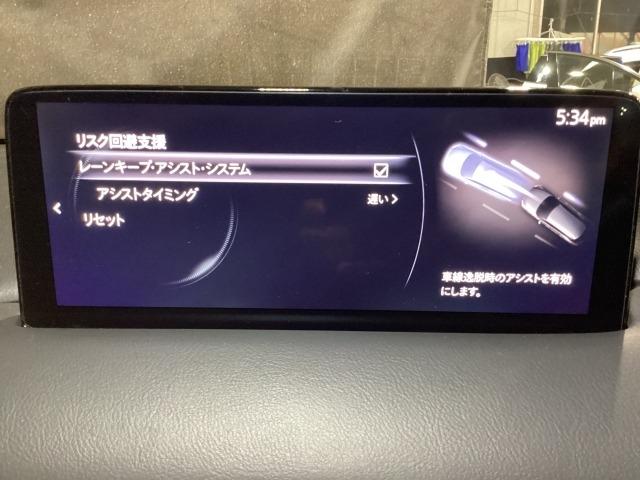 5:34pm
リスク回避支援
レーンキープ・アシスト・システム
アシストタイミング 遅い
リセット
車線逸脱時のアシストを有効
にします。